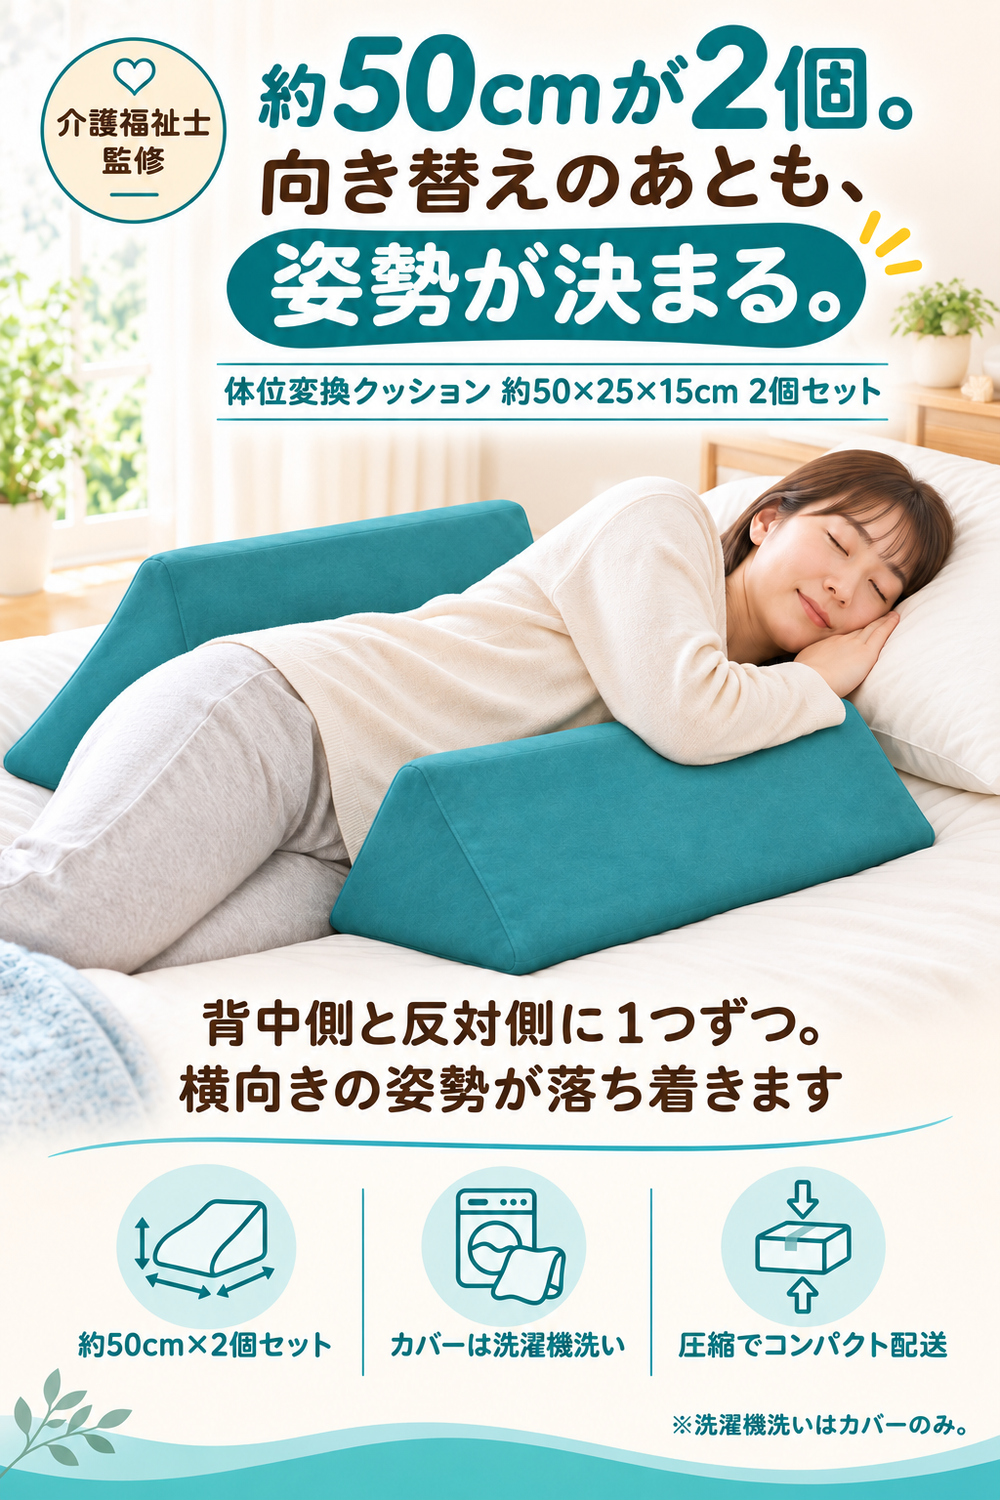 介護福祉士
監修
約50cmが2個。
向き替えのあとも、
姿勢が決まる。
体位変換クッション 約50×25×15cm 2個セット
背中側と反対側に1つずつ。
横向きの姿勢が落ち着きます
約50cm×2個セット
カバーは洗濯機洗い
圧縮でコンパクト配送
※洗濯機洗いはカバーのみ。